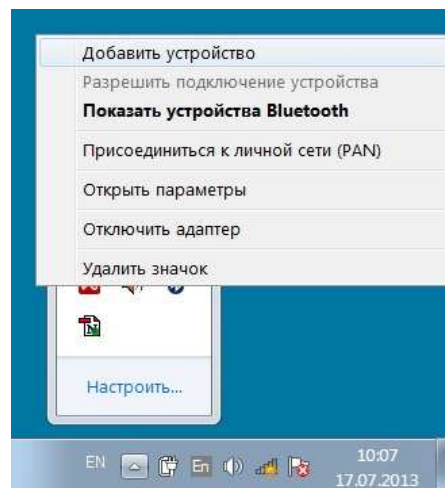 Добавить устройство
Разрешить подключение устройства
Показать устройства Bluetooth
Присоединиться к личной сети (PAN)
Открыть параметры
Отключить адаптер
Удалить значок
Настроить...
EN En 10:07
17.07.2013